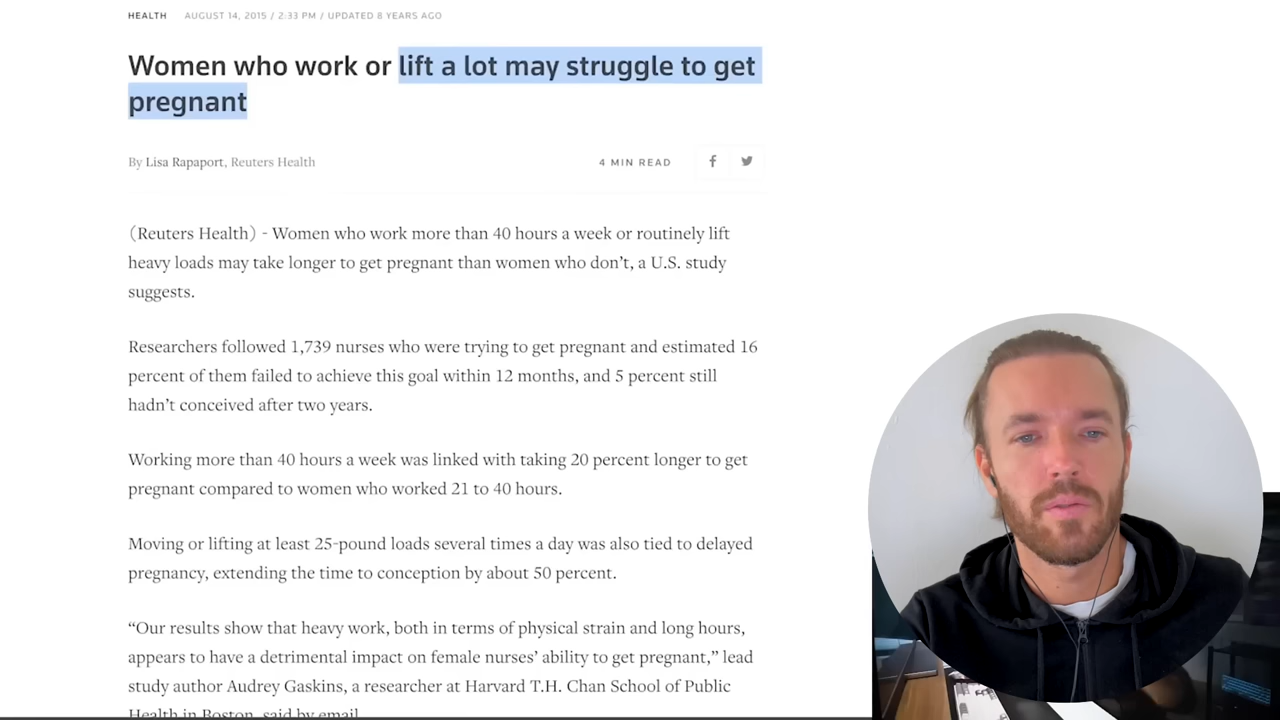 HEALTH AUGUST 14, 2015 / 2:33 PM / UPDATED 8 YEARS AGO
Women who work or lift a lot may struggle to get
pregnant
By Lisa Rapaport, Reuters Health 4 MIN READ
(Reuters Health) - Women who work more than 40 hours a week or routinely lift
heavy loads may take longer to get pregnant than women who don’t, a U.S. study
suggests.
Researchers followed 1,739 nurses who were trying to get pregnant and estimated 16
percent of them failed to achieve this goal within 12 months, and 5 percent still
hadn’t conceived after two years.
Working more than 40 hours a week was linked with taking 20 percent longer to get
pregnant compared to women who worked 21 to 40 hours.
Moving or lifting at least 25-pound loads several times a day was also tied to delayed
pregnancy, extending the time to conception by about 50 percent.
“Our results show that heavy work, both in terms of physical strain and long hours,
appears to have a detrimental impact on female nurses’ ability to get pregnant,” lead
study author Audrey Gaskins, a researcher at Harvard T.H. Chan School of Public
Health in Boston, said by email.